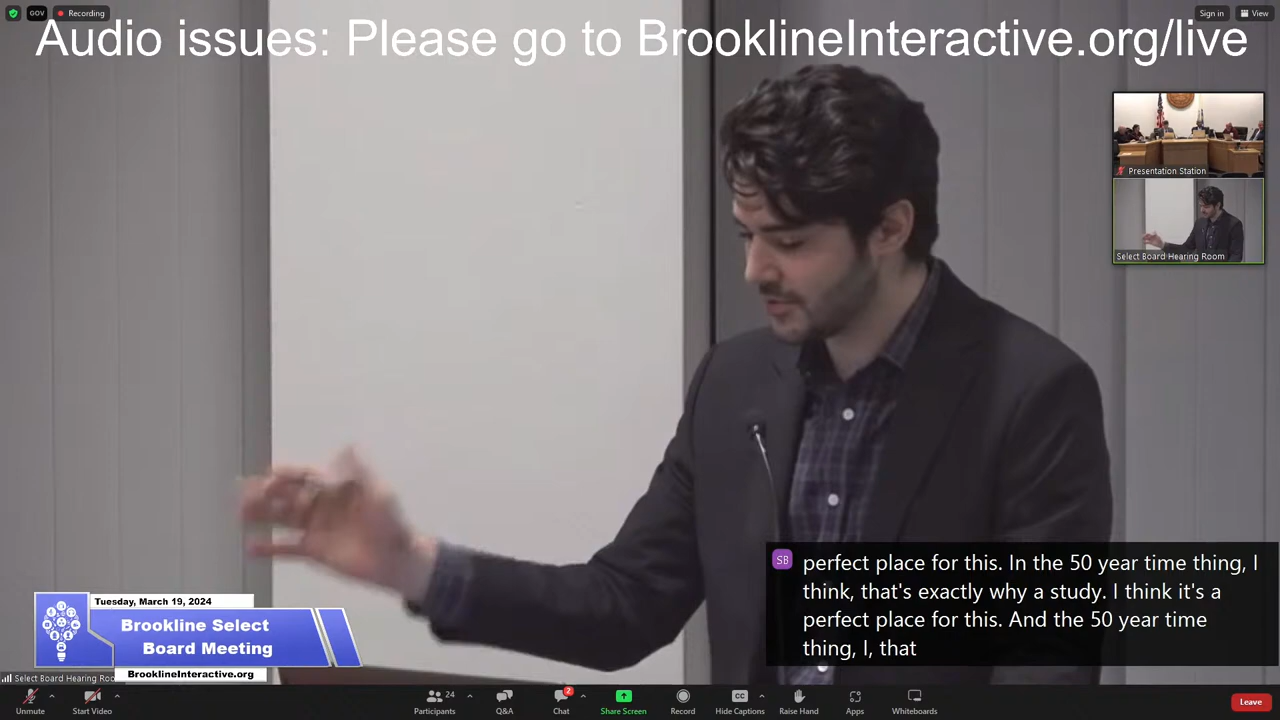 GOV
Recording
Sign in
View
Audio issues: Please go to BrooklineInteractive.org/live
Presentation Station
Select Board Hearing Room
SB
perfect place for this. In the 50 year time thing, I
think, that's exactly why a study. I think it's a
perfect place for this. And the 50 year time
thing, I, that
Tuesday, March 19, 2024
Brookline Select
Board Meeting
BrooklineInteractive.org
Select Board Hearing Roo
Unmute
Start Video
Participants
24
Q&A
Chat
2
Share Screen
Record
CC
Hide Captions
Raise Hand
Apps
Whiteboards
Leave